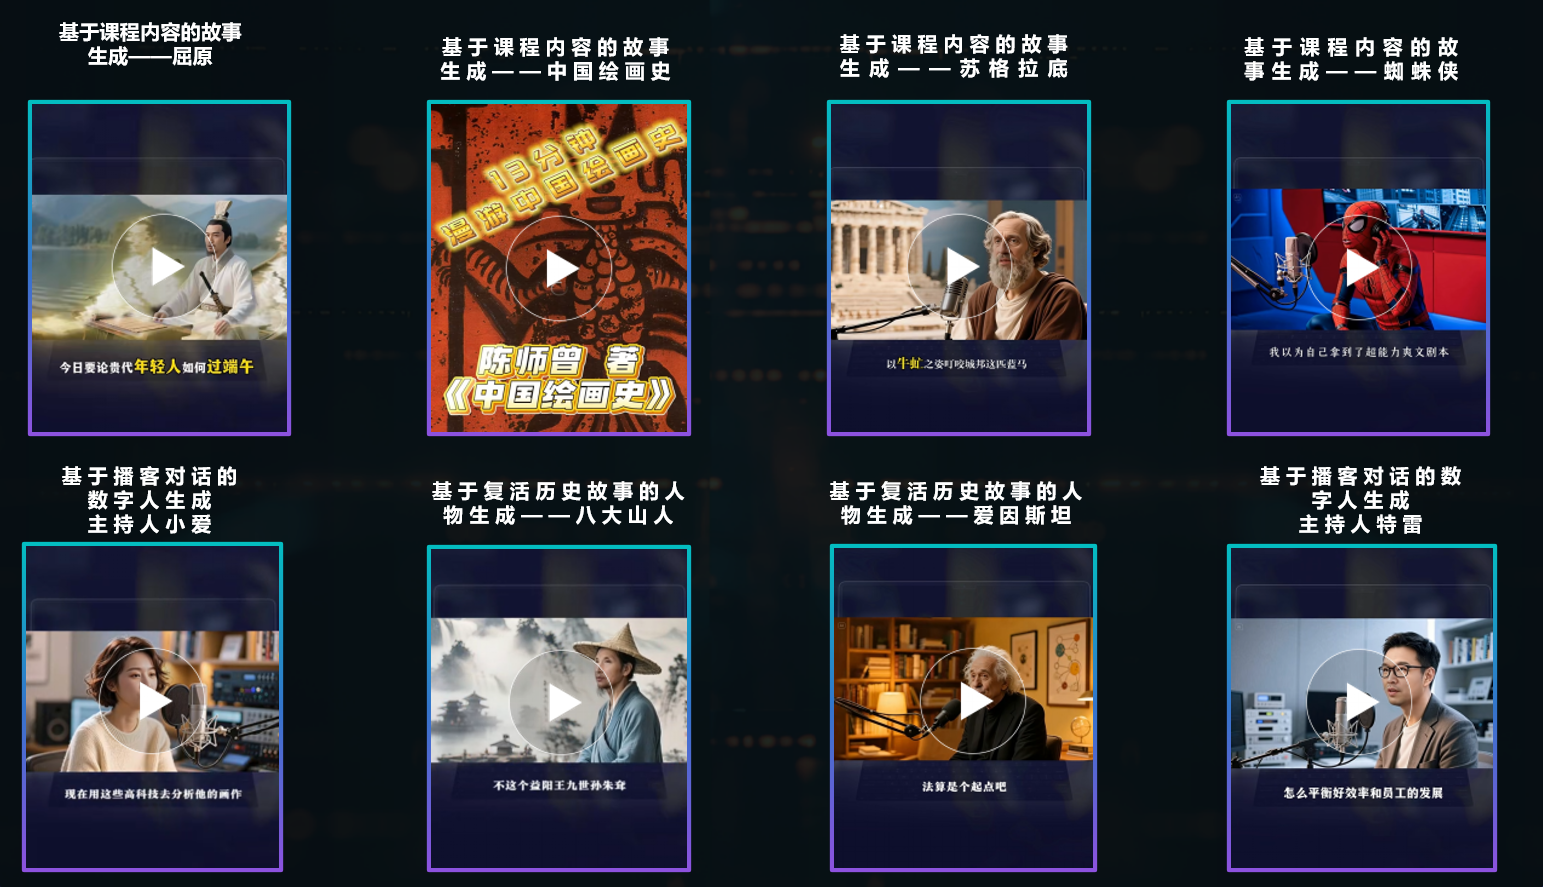 基于课程内容的故事
生成——屈原
基于课程内容的故事
生成——中国绘画史
基于课程内容的故事
生成——苏格拉底
基于课程内容的故
事生成——蜘蛛侠
今日要论贵代年轻人如何过端午
13分钟
漫游中国绘画史
陈师曾 著
《中国绘画史》
以牛虻之姿叮咬城邦这匹蓝马
我以为自己拿到了超能力爽文剧本
基于播客对话的
数字人生成
主持人小爱
基于复活历史故事的人
物生成——八大山人
基于复活历史故事的人
物生成——爱因斯坦
基于播客对话的数
字人生成
主持人特雷
现在用这些高科技去分析他的画作
不这个益阳王九世孙朱耷
法算是个起点吧
怎么平衡好效率和员工的发展